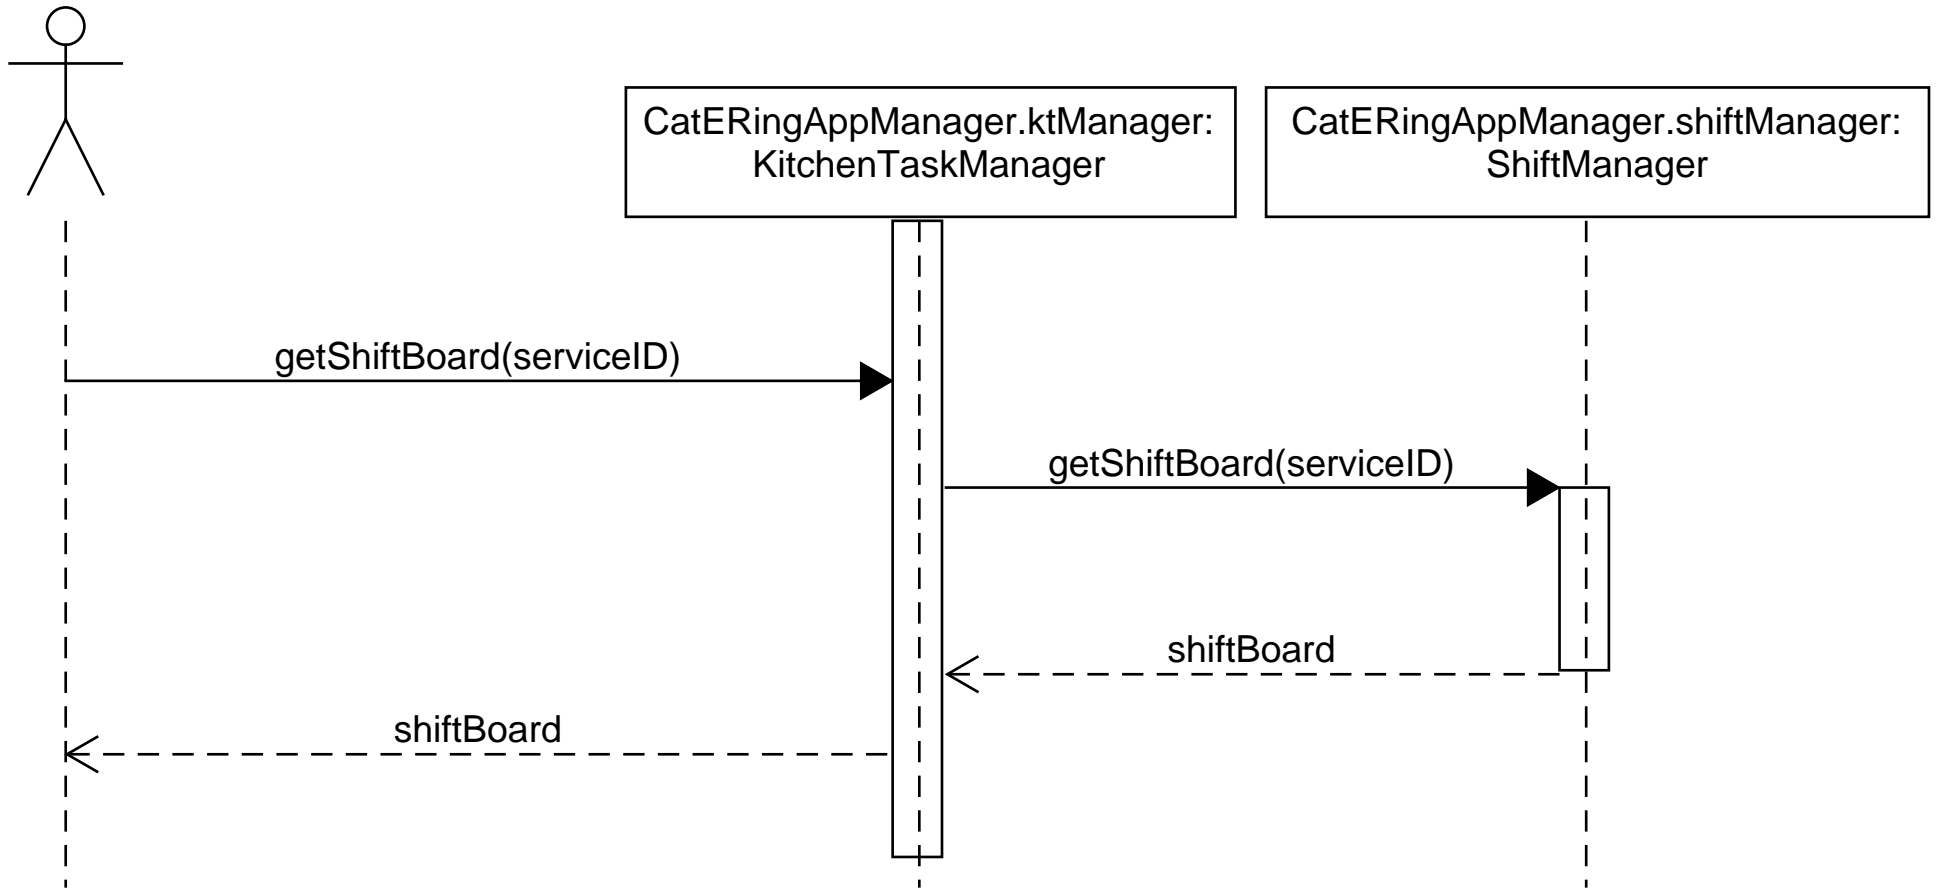 CatERingAppManager.ktManager:
KitchenTaskManager
CatERingAppManager.shiftManager:
ShiftManager
getShiftBoard(serviceID)
getShiftBoard(serviceID)
shiftBoard
shiftBoard